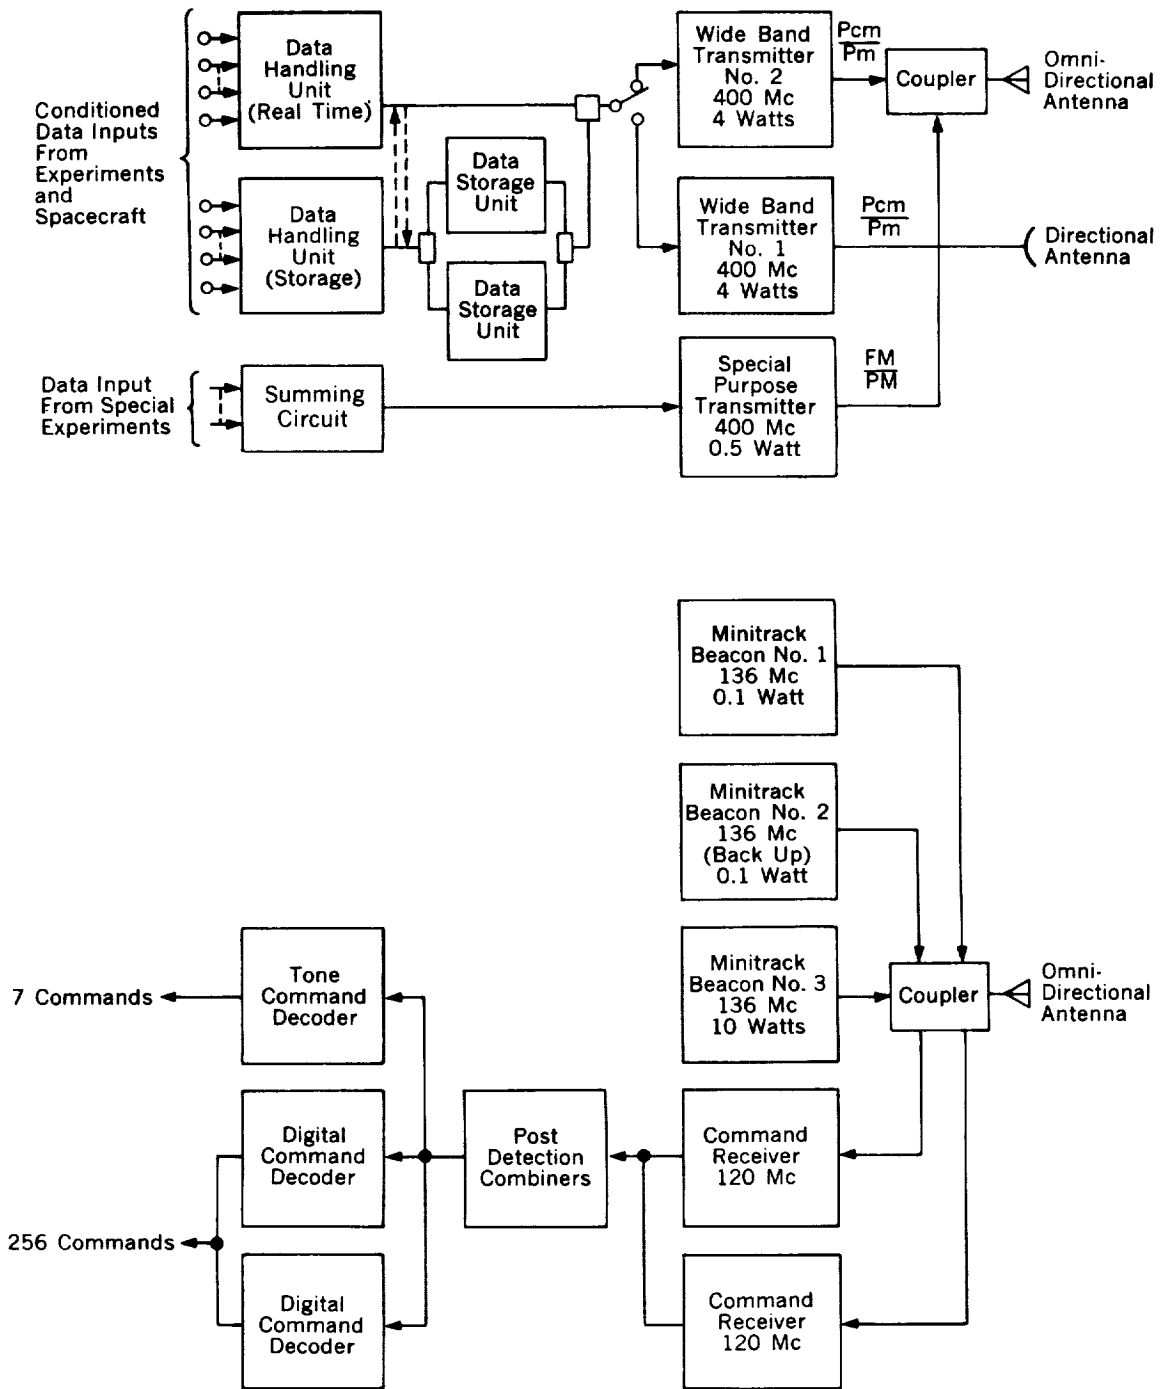 Conditioned
Data Inputs
From
Experiments
and
Spacecraft
Data
Handling
Unit
(Real Time)
Data
Handling
Unit
(Storage)
Data
Storage
Unit
Data
Storage
Unit
Wide Band
Transmitter
No. 2
400 Mc
4 Watts
Pcm
Pm
Coupler
Omni-
Directional
Antenna
Wide Band
Transmitter
No. 1
400 Mc
4 Watts
Pcm
Pm
Directional
Antenna
Data Input
From Special
Experiments
Summing
Circuit
Special
Purpose
Transmitter
400 Mc
0.5 Watt
FM
PM
Minitrack
Beacon No. 1
136 Mc
0.1 Watt
Minitrack
Beacon No. 2
136 Mc
(Back Up)
0.1 Watt
Minitrack
Beacon No. 3
136 Mc
10 Watts
Coupler
Omni-
Directional
Antenna
7 Commands
Tone
Command
Decoder
Digital
Command
Decoder
Post
Detection
Combiners
Command
Receiver
120 Mc
256 Commands
Digital
Command
Decoder
Command
Receiver
120 Mc